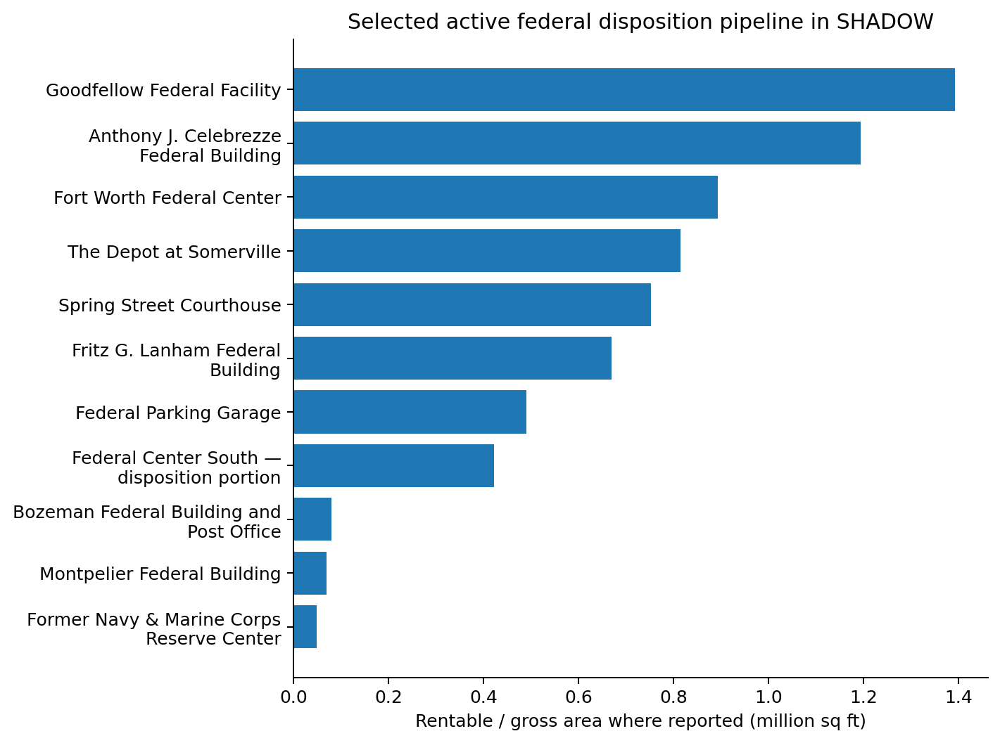 Selected active federal disposition pipeline in SHADOW
Goodfellow Federal Facility
Anthony J. Celebrezze
Federal Building
Fort Worth Federal Center
The Depot at Somerville
Spring Street Courthouse
Fritz G. Lanham Federal
Building
Federal Parking Garage
Federal Center South —
disposition portion
Bozeman Federal Building and
Post Office
Montpelier Federal Building
Former Navy & Marine Corps
Reserve Center
0.0 0.2 0.4 0.6 0.8 1.0 1.2 1.4
Rentable / gross area where reported (million sq ft)